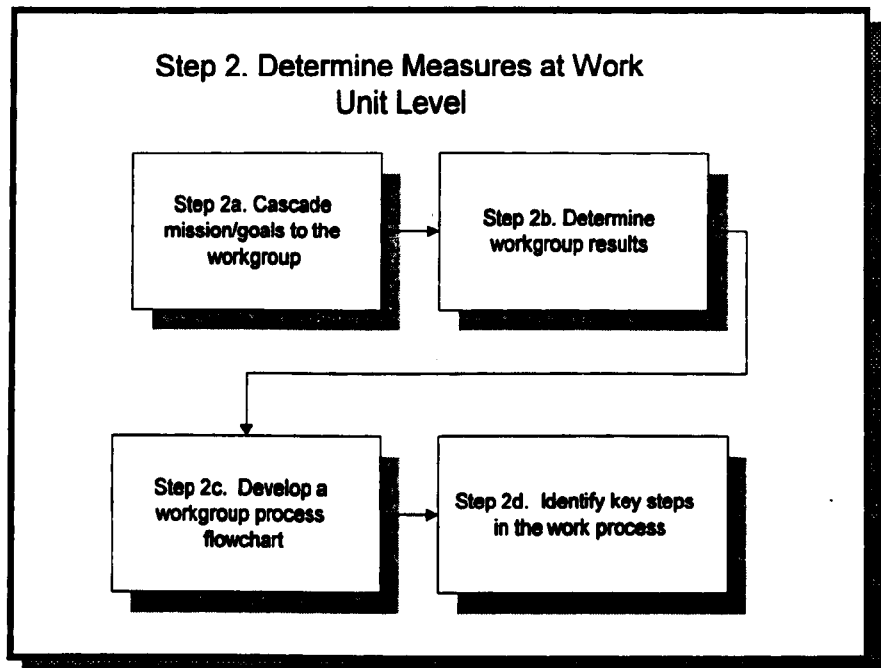 Step 2. Determine Measures at Work
Unit Level
Step 2a. Cascade
mission/goals to the
workgroup
Step 2b. Determine
workgroup results
Step 2c. Develop a
workgroup process
flowchart
Step 2d. Identify key steps
in the work process